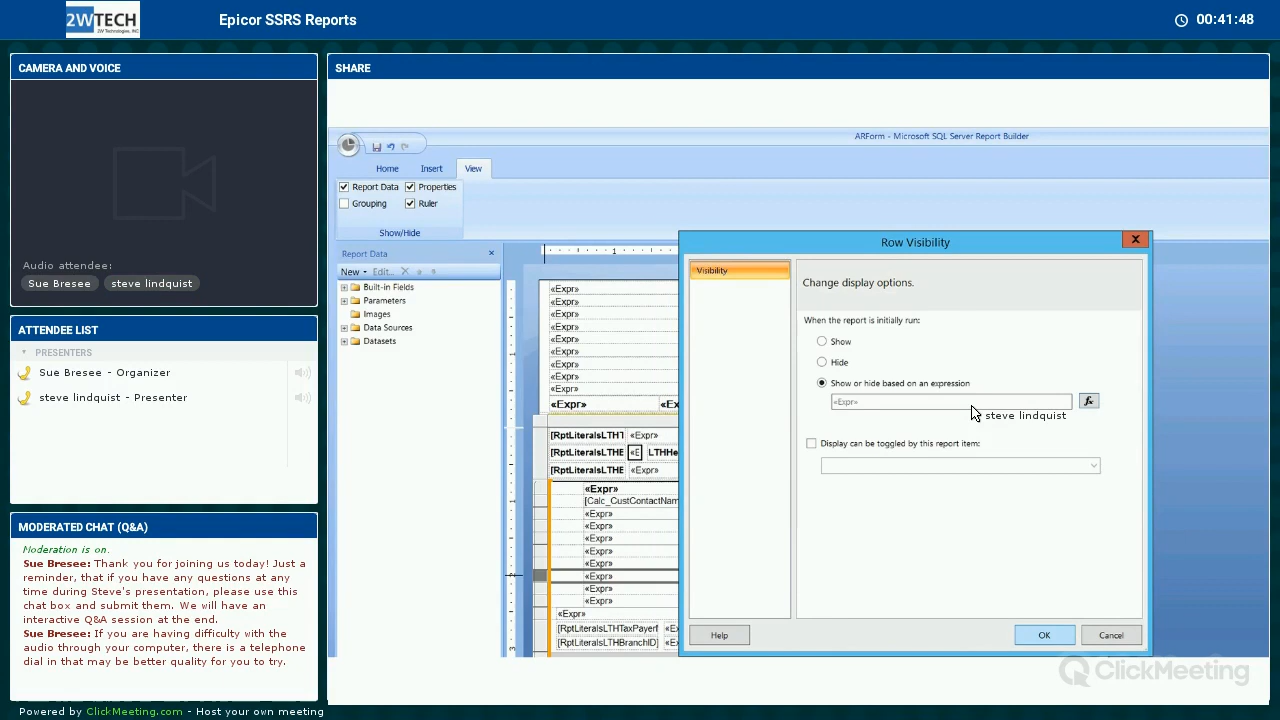 2WTECH
2W Technologies, INC
Epicor SSRS Reports
00:41:48
CAMERA AND VOICE
Audio attendee:
Sue Bresee steve lindquist
ATTENDEE LIST
PRESENTERS
Sue Bresee - Organizer
steve lindquist - Presenter
MODERATED CHAT (Q&A)
Moderation is on.
Sue Bresee: Thank you for joining us today! Just a
reminder, that if you have any questions at any
time during Steve's presentation, please use this
chat box and submit them. We will have an
interactive Q&A session at the end.
Sue Bresee: If you are having difficulty with the
audio through your computer, there is a telephone
dial in that may be better quality for you to try.
Powered by ClickMeeting.com - Host your own meeting
SHARE
ARForm - Microsoft SQL Server Report Builder
Home Insert View
Report Data Properties
Grouping Ruler
Show/Hide
Report Data
New Edit...
Built-in Fields
Parameters
Images
Data Sources
Datasets
1
«Expr»
«Expr»
«Expr»
«Expr»
«Expr»
«Expr»
«Expr»
«Expr»
«Expr»
«Expr» «Ex
[RptLiteralsLTH1 «Expr»
[RptLiteralsLTHE «E LTHHe
[RptLiteralsLTHE «Expr»
«Expr»
[Calc_CustContactNam
«Expr»
«Expr»
«Expr»
«Expr»
«Expr»
«Expr»
«Expr»
«Expr»
«Expr»
[RptLiteralsLTHTaxPayerI «Ex
[RptLiteralsLTHBranchID] «Ex
Row Visibility
Visibility
Change display options.
When the report is initially run:
Show
Hide
Show or hide based on an expression
«Expr» fx
steve lindquist
Display can be toggled by this report item:
Help OK Cancel
ClickMeeting